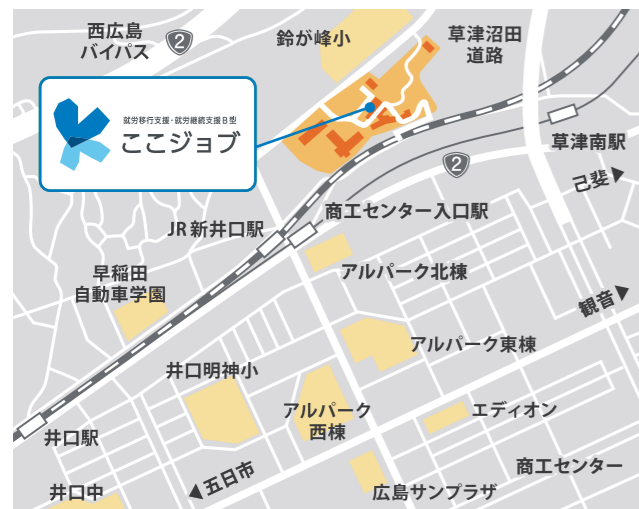 西広島
バイパス
2
鈴が峰小
草津沼田
道路
就労移行支援・就労継続支援B型
ここジョブ
草津南駅
2
己斐▶
商工センター入口駅
JR新井口駅
アルパーク北棟
早稲田
自動車学園
観音▶
アルパーク東棟
井口明神小
アルパーク
西棟
エディオン
井口駅
◀五日市
商工センター
井口中
広島サンプラザ